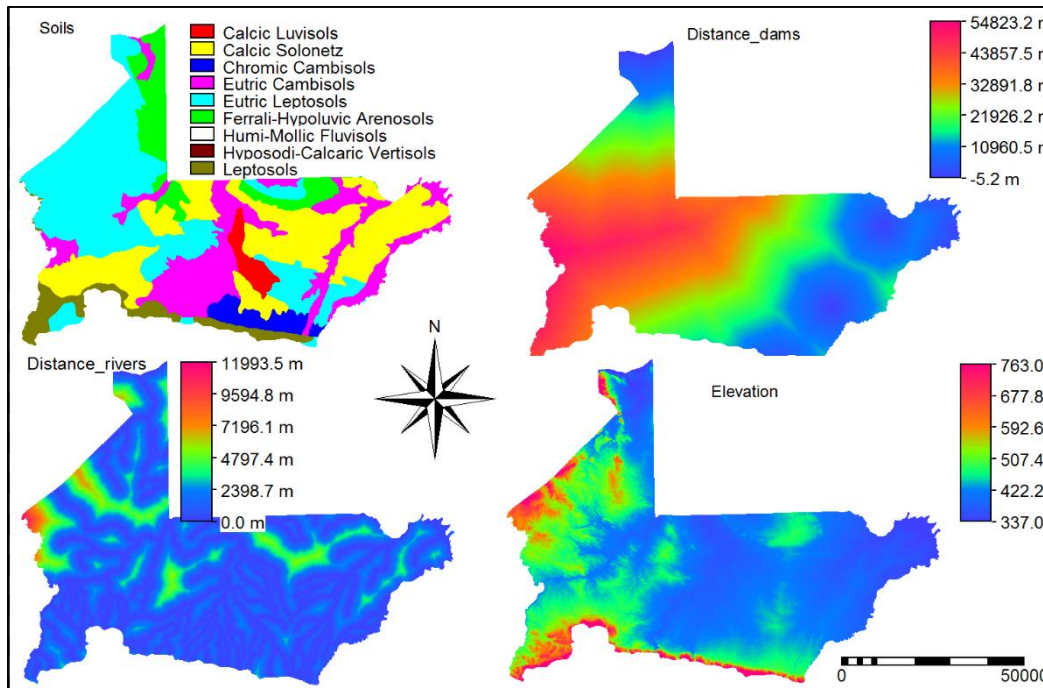 Soils
Calcic Luvisols
Calcic Solonetz
Chromic Cambisols
Eutric Cambisols
Eutric Leptosols
Ferrali-Hypoluvic Arenosols
Humi-Mollic Fluvisols
Hyposodi-Calcaric Vertisols
Leptosols
Distance_dams
54823.2 m
43857.5 m
32891.8 m
21926.2 m
10960.5 m
-5.2 m
Distance_rivers
11993.5 m
9594.8 m
7196.1 m
4797.4 m
2398.7 m
0.0 m
N
Elevation
763.0
677.8
592.6
507.4
422.2
337.0
50000